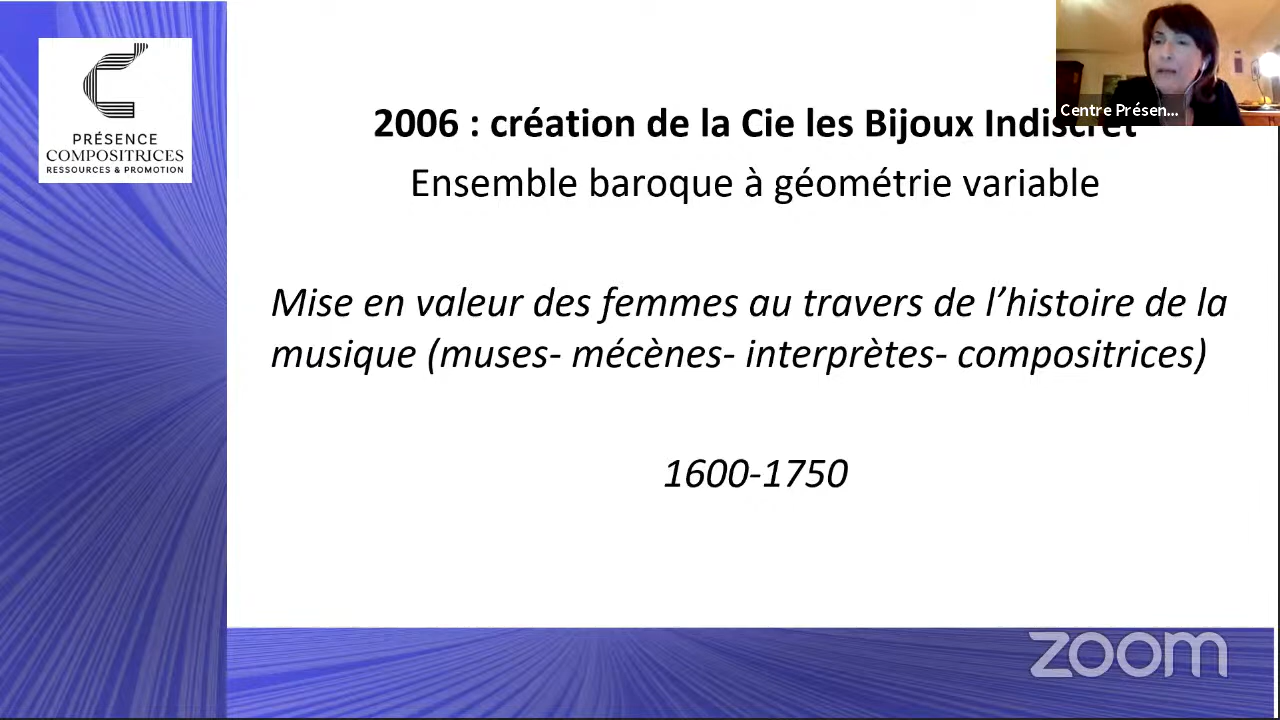 PRÉSENCE
COMPOSITRICES
RESSOURCES & PROMOTION
2006 : création de la Cie les Bijoux Indiscret
Centre Présen...
Ensemble baroque à géométrie variable
Mise en valeur des femmes au travers de l’histoire de la
musique (muses- mécènes- interprètes- compositrices)
1600-1750
zoom